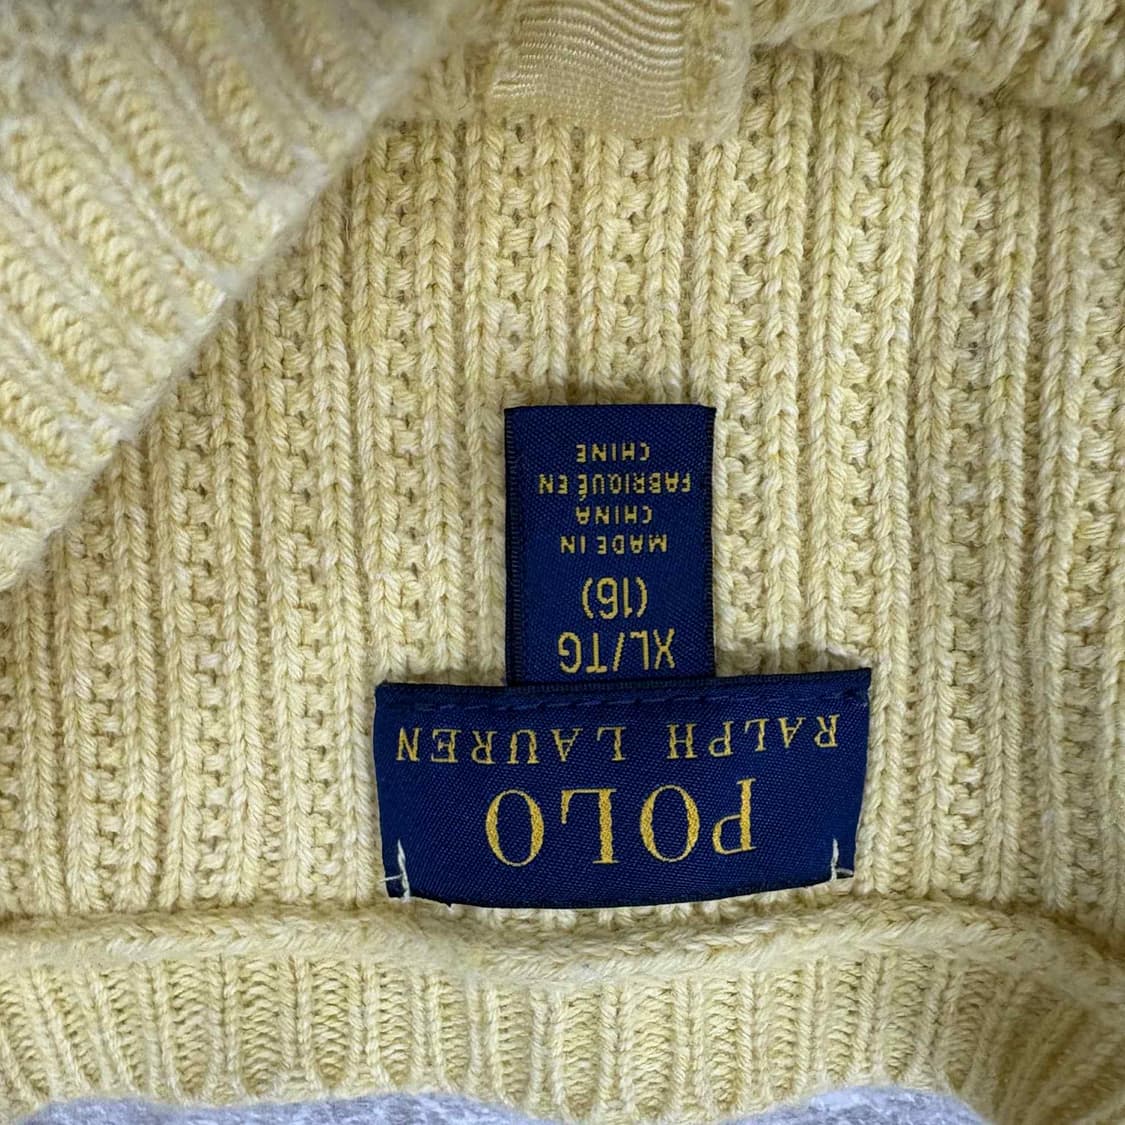 POLO
RALPH LAUREN
XL/TG
(16)
MADE IN
CHINA
FABRIQUÉ EN
CHINE